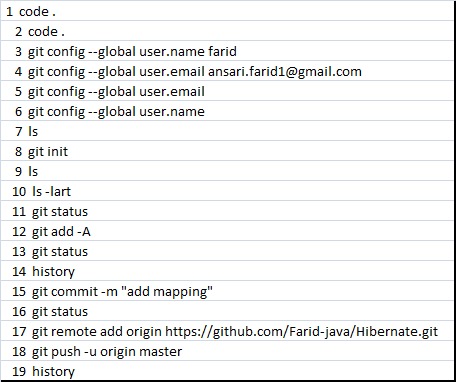 1 code .
2 code .
3 git config --global user.name farid
4 git config --global user.email ansari.farid1@gmail.com
5 git config --global user.email
6 git config --global user.name
7 ls
8 git init
9 ls
10 ls -lart
11 git status
12 git add -A
13 git status
14 history
15 git commit -m "add mapping"
16 git status
17 git remote add origin https://github.com/Farid-java/Hibernate.git
18 git push -u origin master
19 history